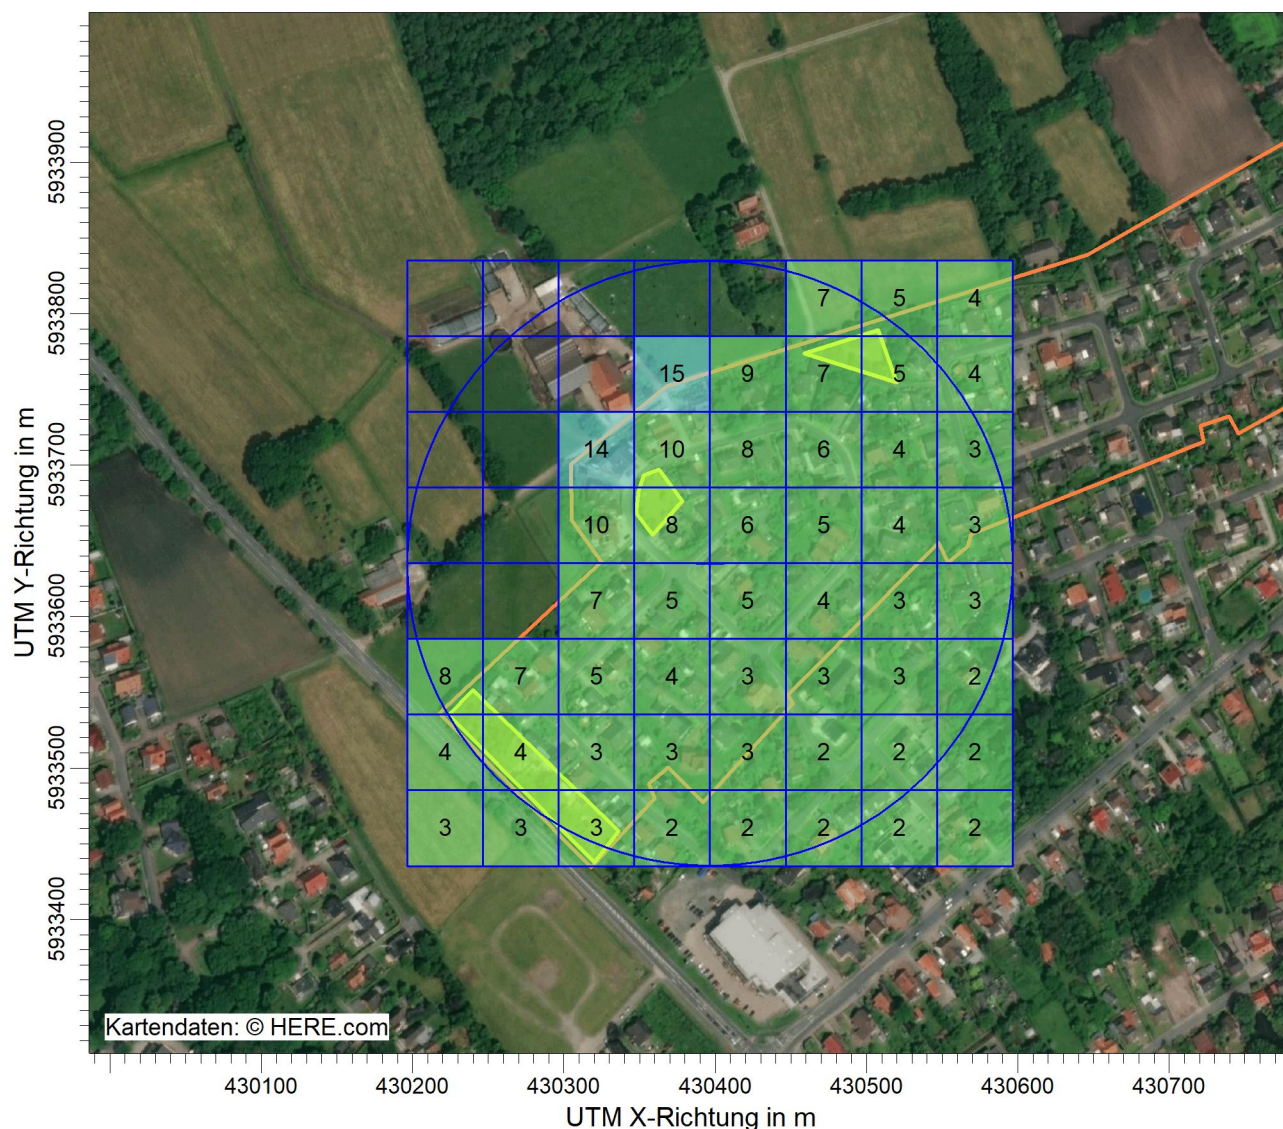 5933900
5933800
5933700
5933600
5933500
5933400
UTM Y-Richtung in m
7 5 4
15 9 7 5 4
14 10 8 6 4 3
10 8 6 5 4 3
7 5 5 4 3 3
8 7 5 4 3 3 3 2
4 4 3 3 3 2 2 2
3 3 3 2 2 2 2 2
Kartendaten: © HERE.com
430100 430200 430300 430400 430500 430600 430700
UTM X-Richtung in m